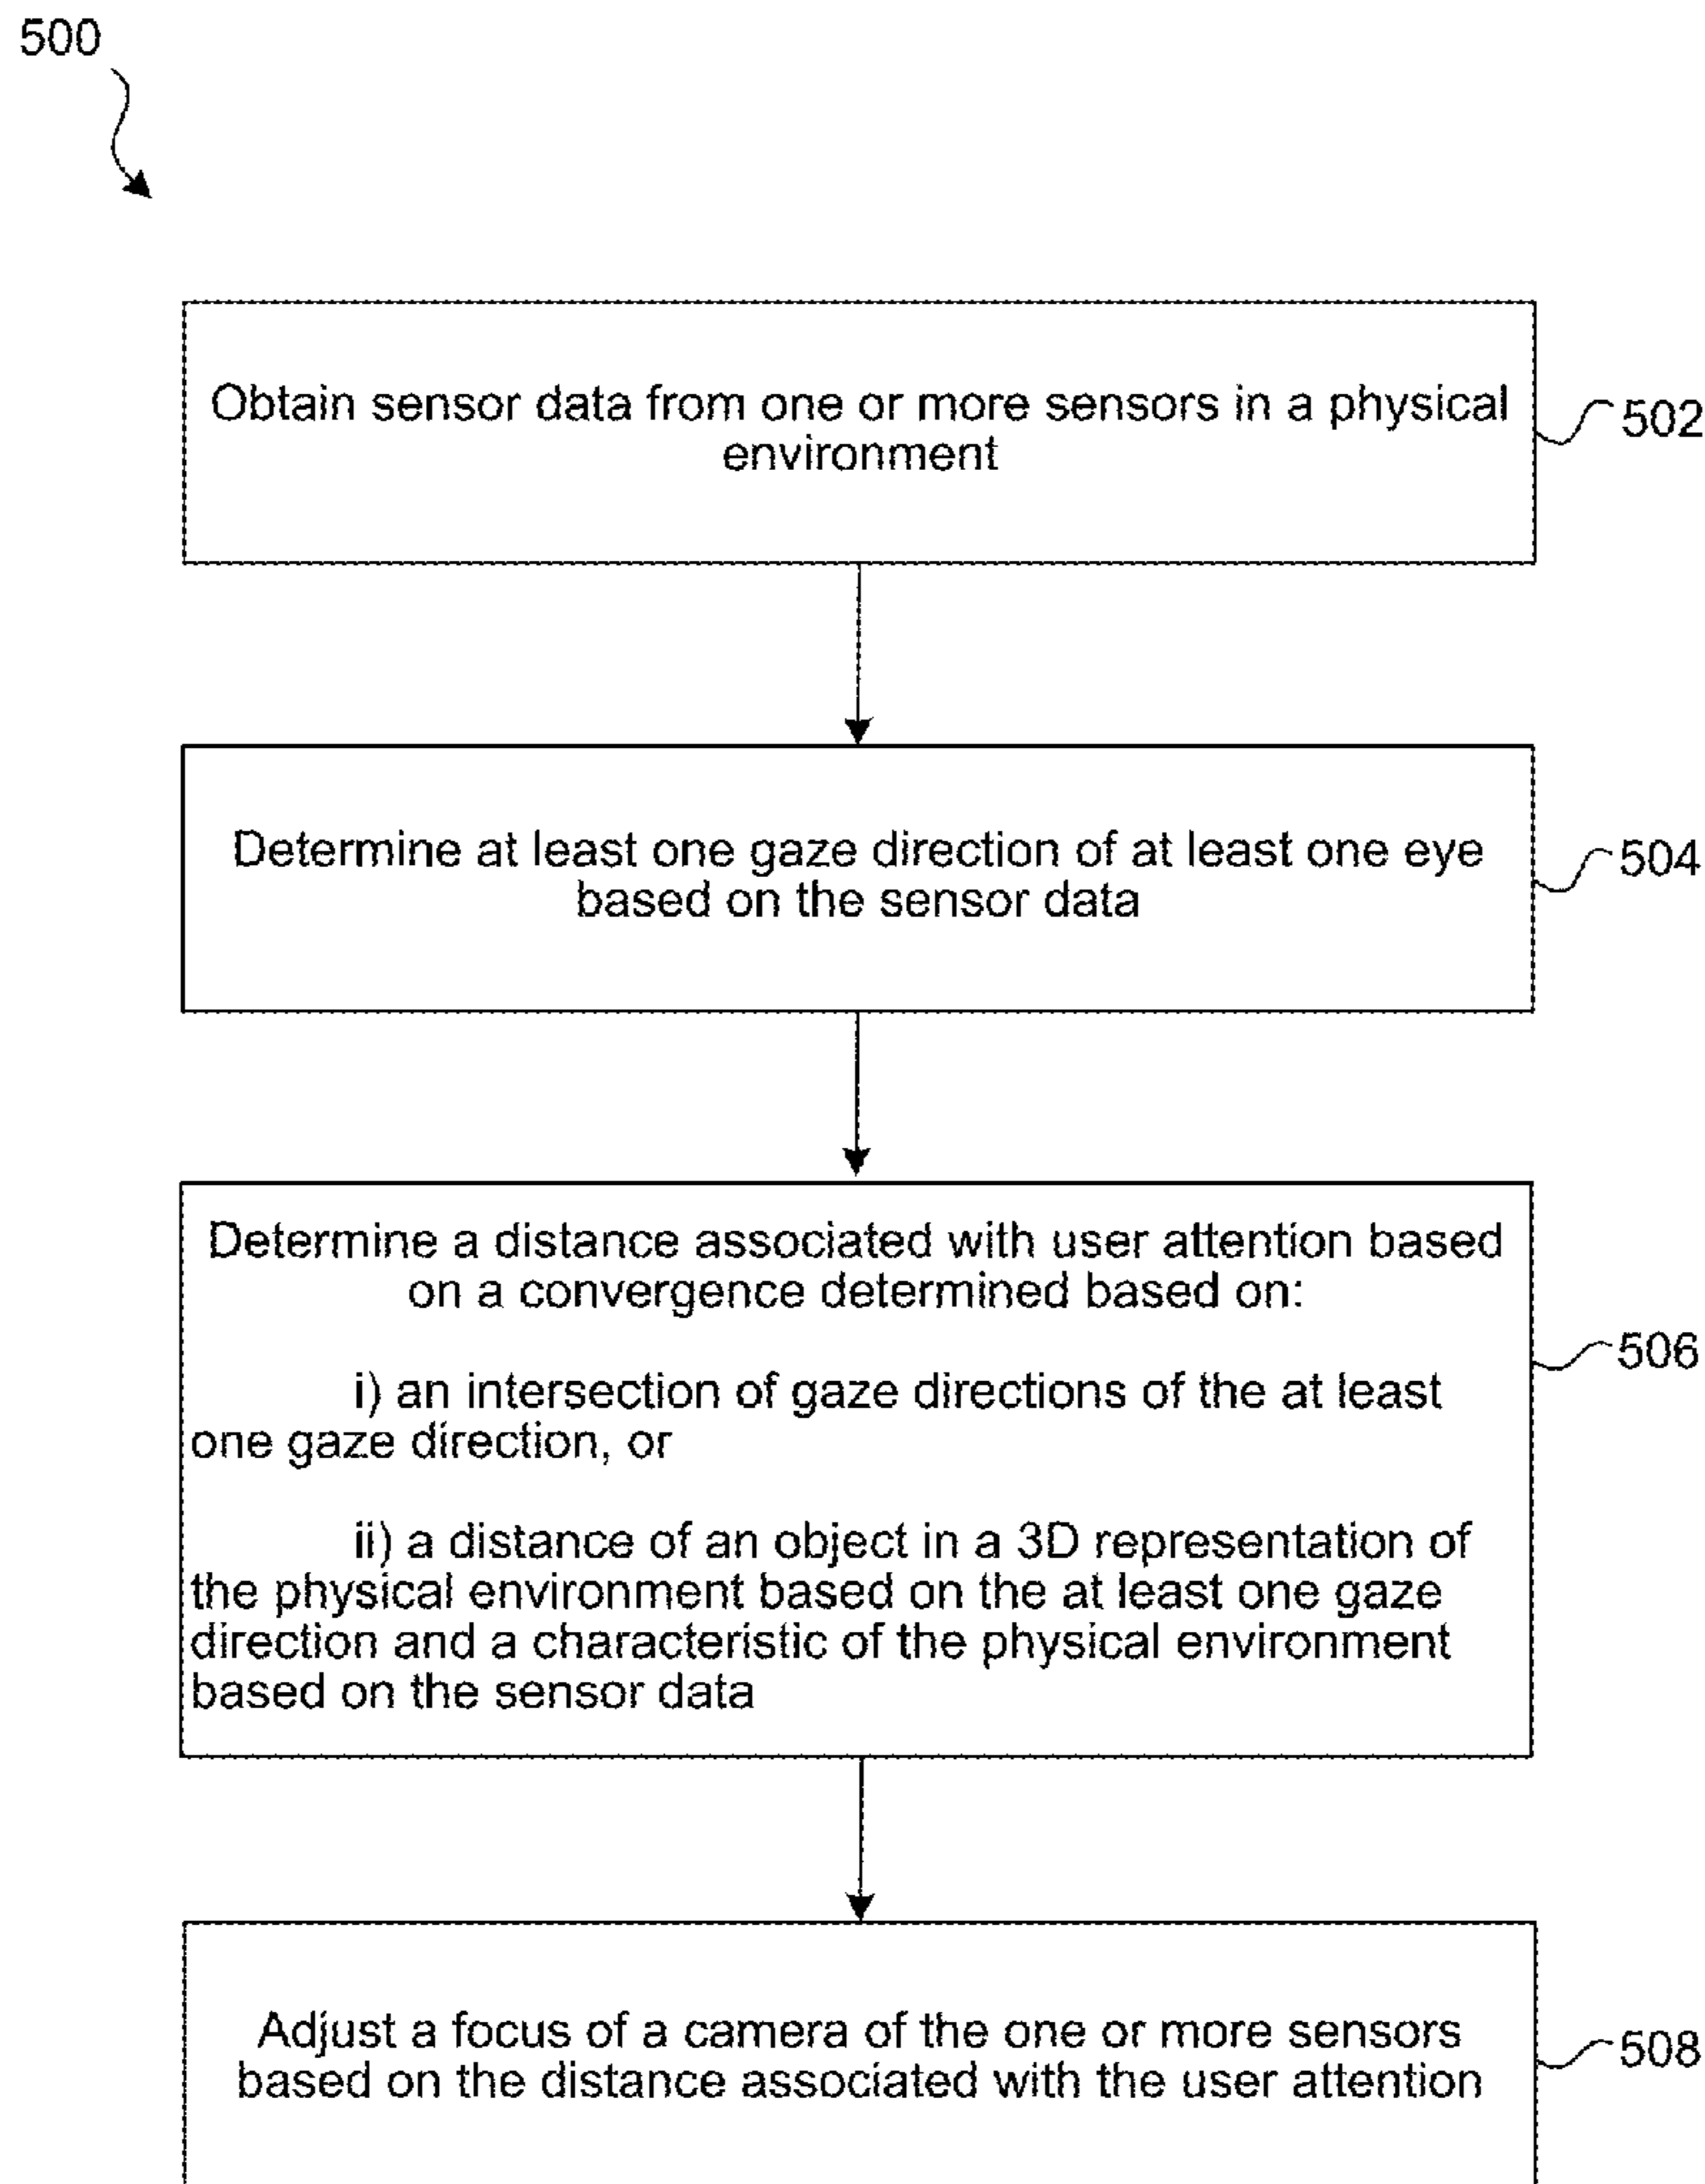 500
Obtain sensor data from one or more sensors in a physical
environment
502
Determine at least one gaze direction of at least one eye
based on the sensor data
504
Determine a distance associated with user attention based
on a convergence determined based on:
i) an intersection of gaze directions of the at least
one gaze direction, or
ii) a distance of an object in a 3D representation of
the physical environment based on the at least one gaze
direction and a characteristic of the physical environment
based on the sensor data
506
Adjust a focus of a camera of the one or more sensors
based on the distance associated with the user attention
508